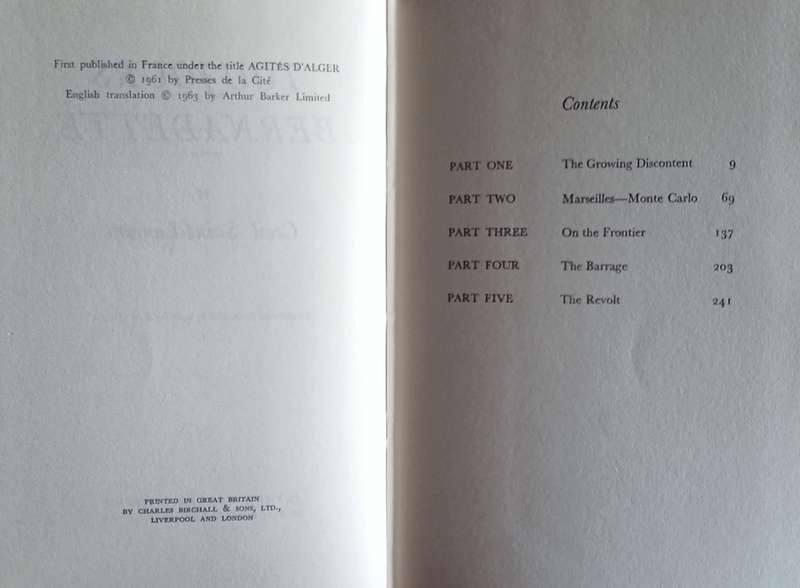 First published in France under the title AGITÉS D'ALGER
© 1961 by Presses de la Cité
English translation © 1963 by Arthur Barker Limited
BERNADETTE
PRINTED IN GREAT BRITAIN
BY CHARLES BIRCHALL & SONS, LTD.,
LIVERPOOL AND LONDON
Contents
PART ONE The Growing Discontent 9
PART TWO Marseilles—Monte Carlo 69
PART THREE On the Frontier 137
PART FOUR The Barrage 203
PART FIVE The Revolt 241